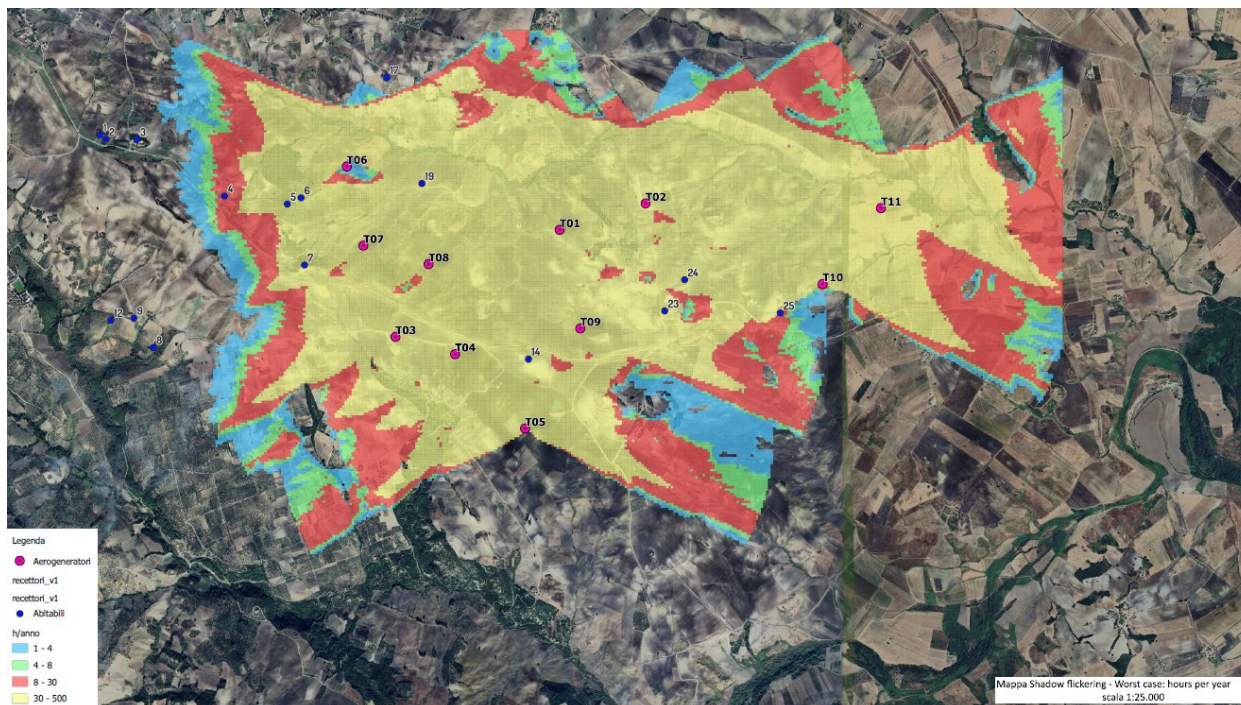 17
1
2
3
T06
4
5
6
19
T02
T11
T01
T07
7
T08
24
T10
23
25
12
9
T09
8
T03
T04
14
T05
Legenda
Aerogeneratori
recettori_v1
recettori_v1
Abitabili
h/anno
1 - 4
4 - 8
8 - 30
30 - 500
Mappa Shadow flickering - Worst case: hours per year
scala 1:25.000